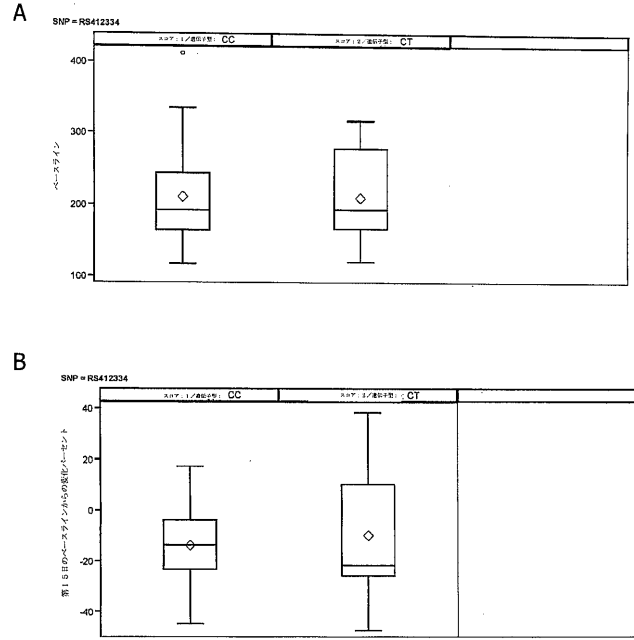 A
SNP = RS412334
スコア：1／遺伝子型： CC
スコア：2／遺伝子型： CT
400
300
200
100
ベースライン
B
SNP = RS412334
スコア：1／遺伝子型： CC
スコア：2／遺伝子型： CT
40
20
0
-20
-40
第15日のベースラインからの変化パーセント